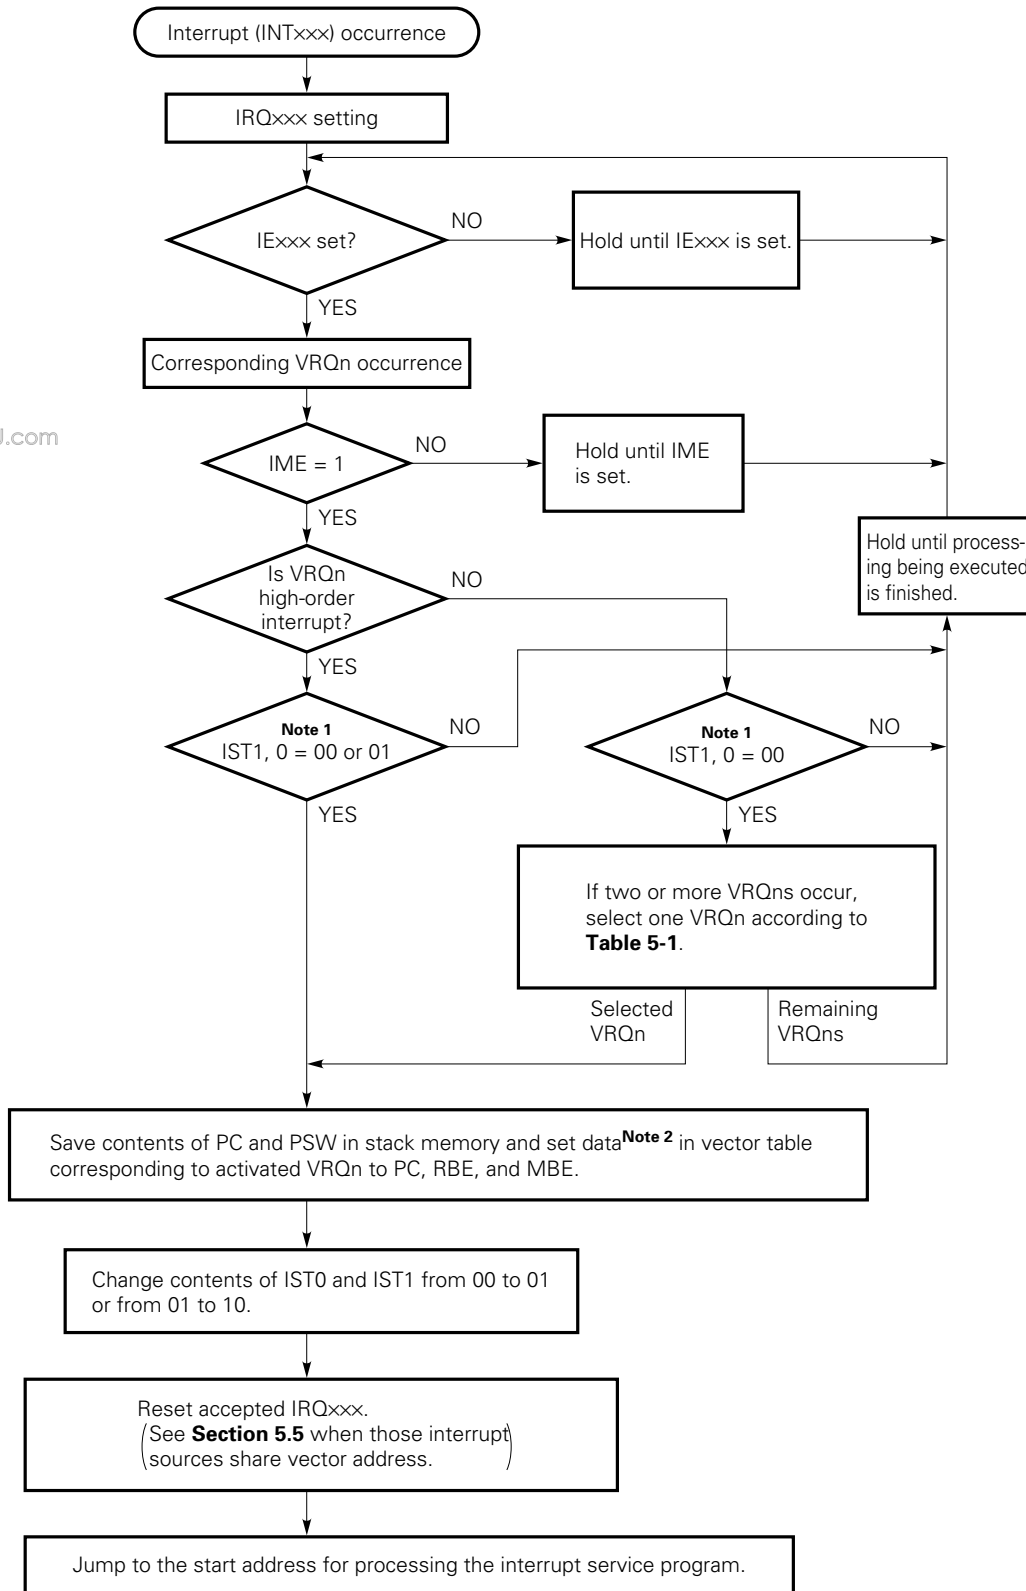 Interrupt (INT×××) occurrence
IRQ××× setting
IE××× set?
NO
Hold until IE××× is set.
YES
Corresponding VRQn occurrence
J.com
IME = 1
NO
Hold until IME
is set.
YES
Hold until process-
ing being executed
is finished.
Is VRQn
high-order
interrupt?
NO
YES
Note 1
IST1, 0 = 00 or 01
NO
Note 1
IST1, 0 = 00
NO
YES
YES
If two or more VRQns occur,
select one VRQn according to
Table 5-1.
Selected
VRQn
Remaining
VRQns
Save contents of PC and PSW in stack memory and set data Note 2 in vector table
corresponding to activated VRQn to PC, RBE, and MBE.
Change contents of IST0 and IST1 from 00 to 01
or from 01 to 10.
Reset accepted IRQ×××.
(See Section 5.5 when those interrupt
sources share vector address.)
Jump to the start address for processing the interrupt service program.